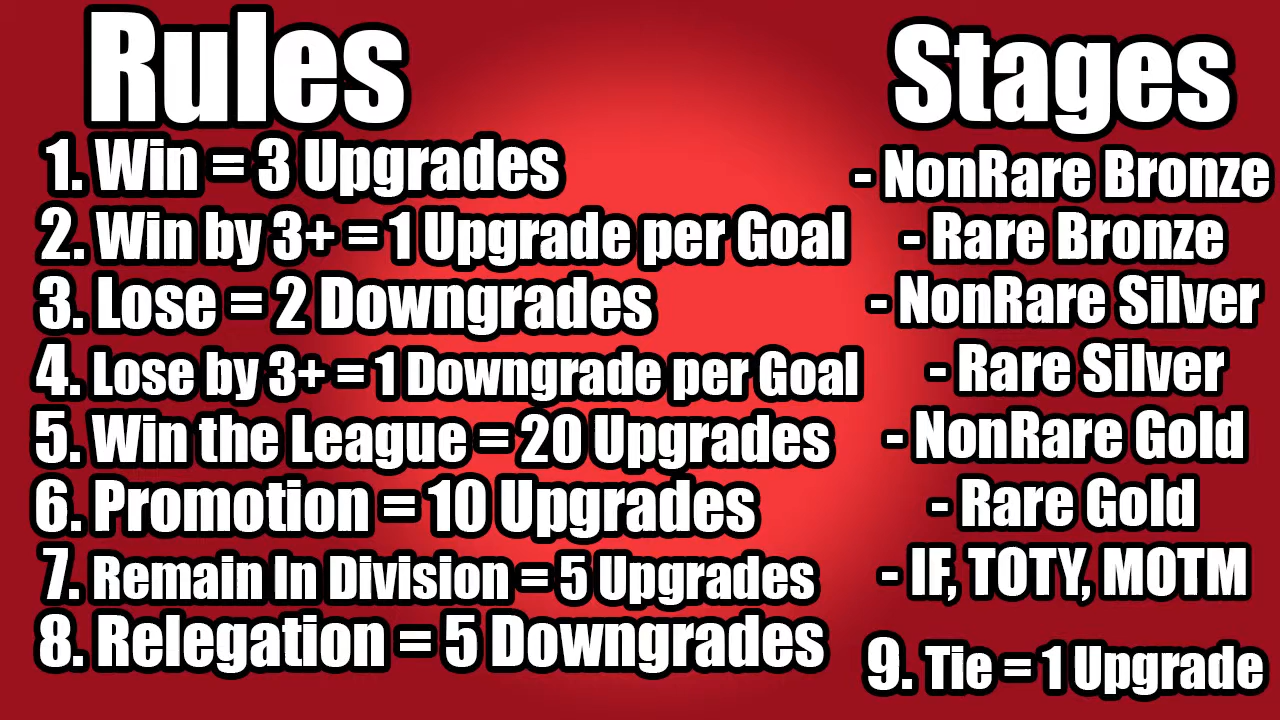 Rules
1. Win = 3 Upgrades
2. Win by 3+ = 1 Upgrade per Goal
3. Lose = 2 Downgrades
4. Lose by 3+ = 1 Downgrade per Goal
5. Win the League = 20 Upgrades
6. Promotion = 10 Upgrades
7. Remain In Division = 5 Upgrades
8. Relegation = 5 Downgrades
Stages
- NonRare Bronze
- Rare Bronze
- NonRare Silver
- Rare Silver
- NonRare Gold
- Rare Gold
- IF, TOTY, MOTM
9. Tie = 1 Upgrade